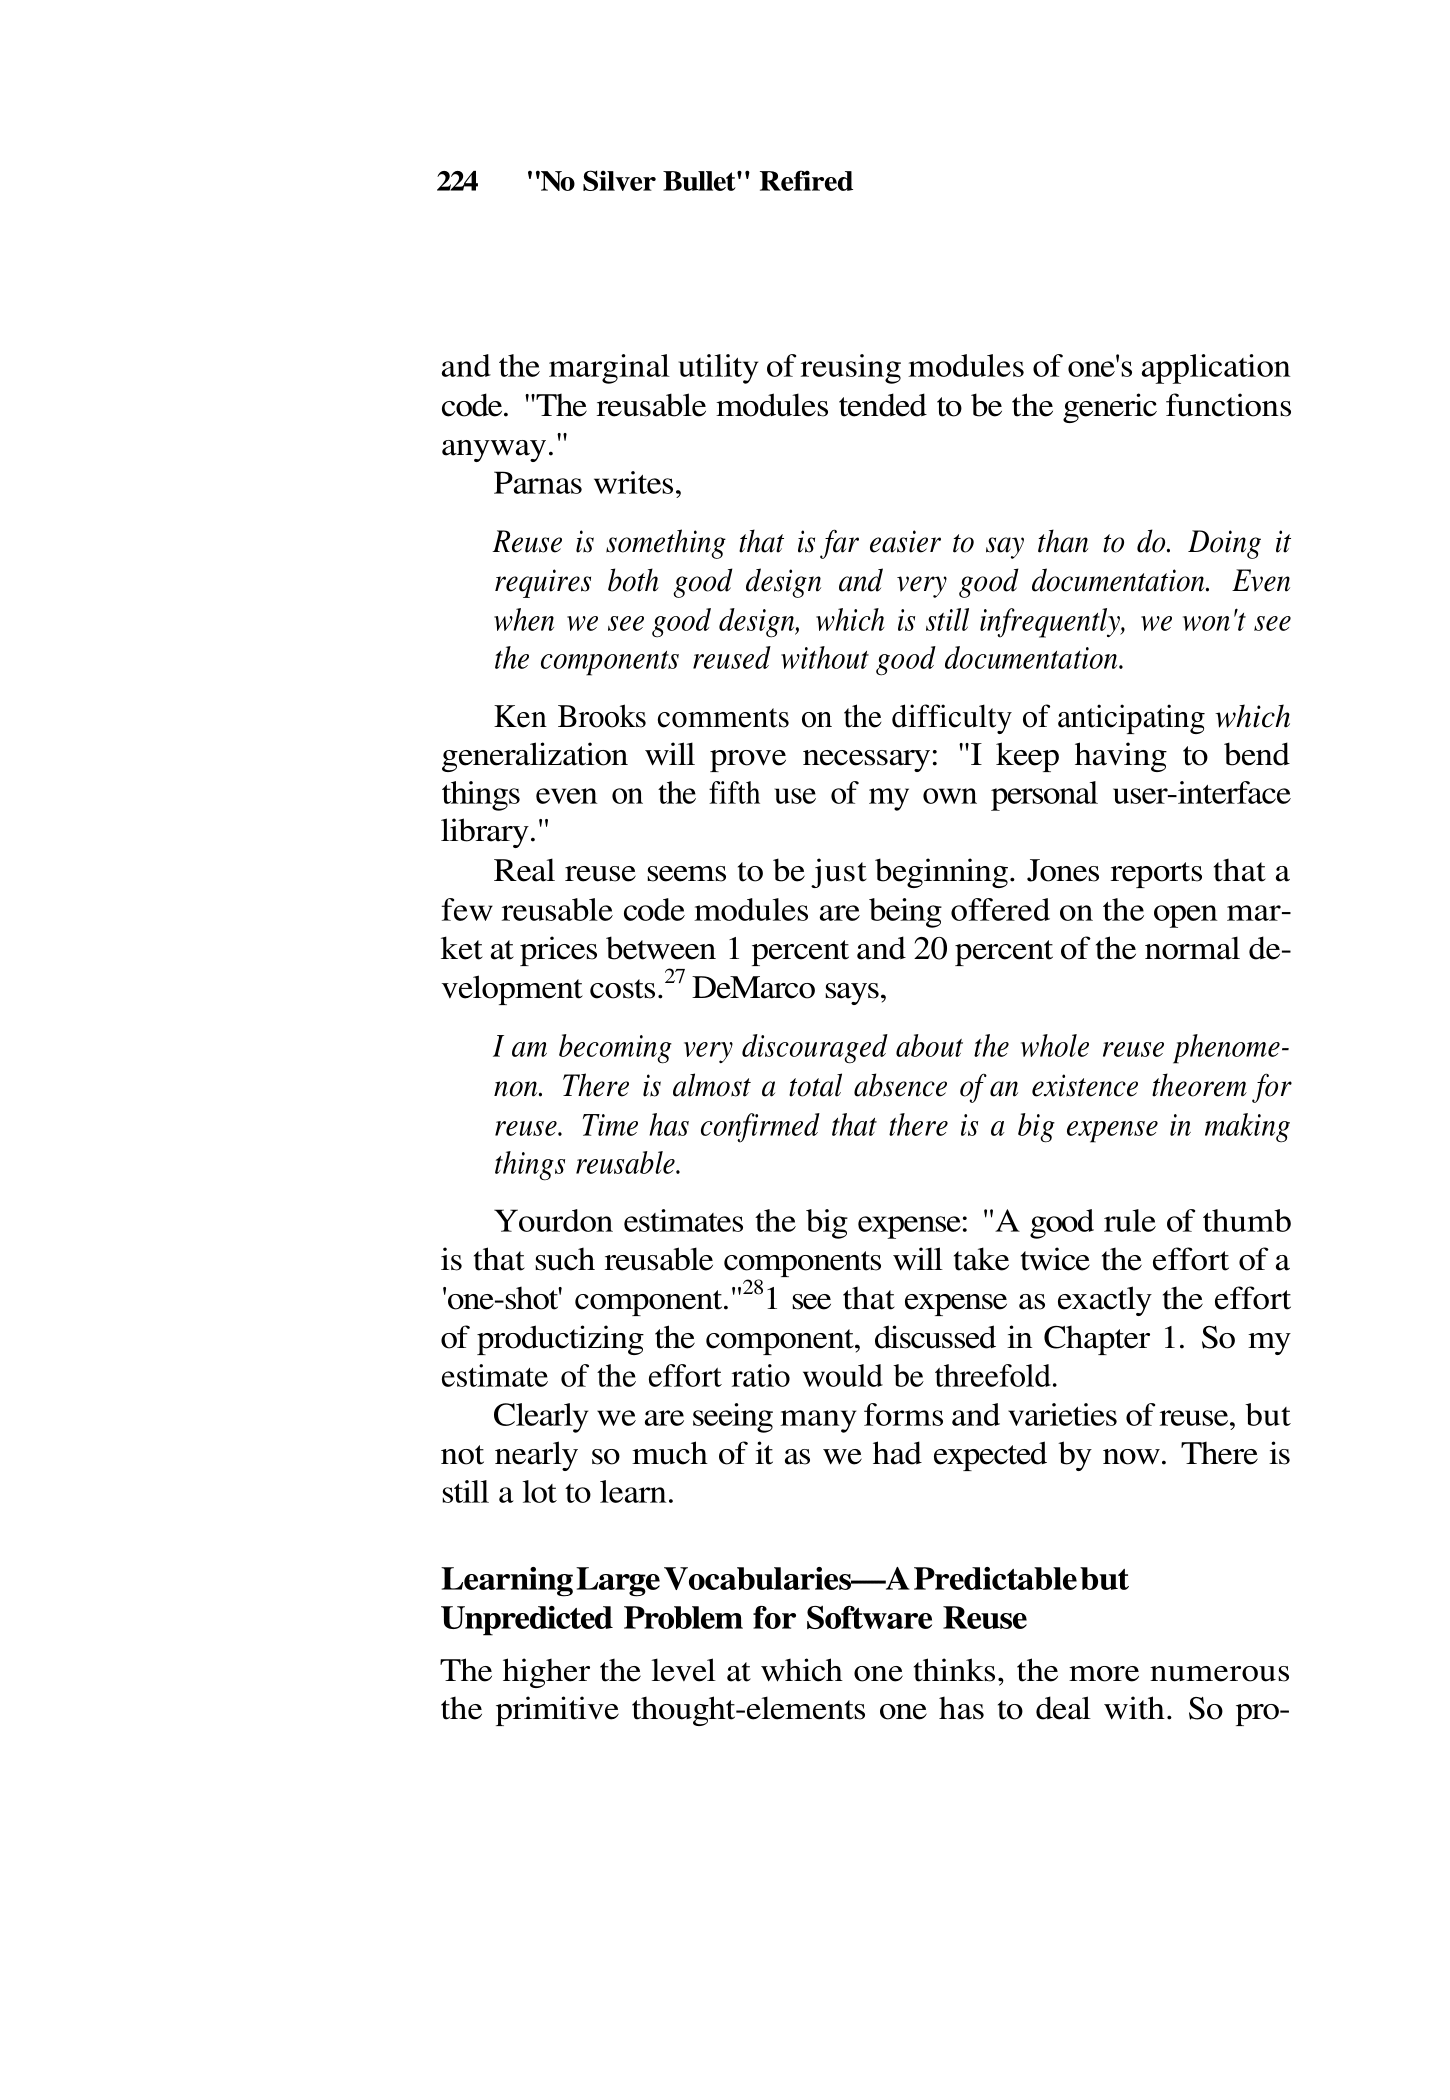 224 "No Silver Bullet" Refired
and the marginal utility of reusing modules of one's application
code. "The reusable modules tended to be the generic functions
anyway."
Parnas writes,
Reuse is something that is far easier to say than to do. Doing it
requires both good design and very good documentation. Even
when we see good design, which is still infrequently, we won't see
the components reused without good documentation.
Ken Brooks comments on the difficulty of anticipating which
generalization will prove necessary: "I keep having to bend
things even on the fifth use of my own personal user-interface
library."
Real reuse seems to be just beginning. Jones reports that a
few reusable code modules are being offered on the open mar-
ket at prices between 1 percent and 20 percent of the normal de-
velopment costs.27 DeMarco says,
I am becoming very discouraged about the whole reuse phenome-
non. There is almost a total absence of an existence theorem for
reuse. Time has confirmed that there is a big expense in making
things reusable.
Yourdon estimates the big expense: "A good rule of thumb
is that such reusable components will take twice the effort of a
'one-shot' component."281 see that expense as exactly the effort
of productizing the component, discussed in Chapter 1. So my
estimate of the effort ratio would be threefold.
Clearly we are seeing many forms and varieties of reuse, but
not nearly so much of it as we had expected by now. There is
still a lot to learn.
Learning Large Vocabularies—A Predictable but
Unpredicted Problem for Software Reuse
The higher the level at which one thinks, the more numerous
the primitive thought-elements one has to deal with. So pro-